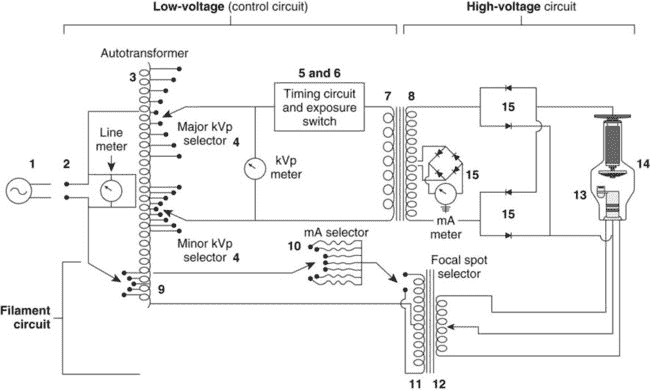 Low-voltage (control circuit)
High-voltage circuit
Autotransformer
3
5 and 6
Timing circuit
and exposure
switch
7
8
15
Major kVp
selector 4
Line
meter
1
2
kVp
meter
15
mA
meter
14
13
15
Minor kVp
selector 4
10
mA selector
Focal spot
selector
9
Filament
circuit
11
12